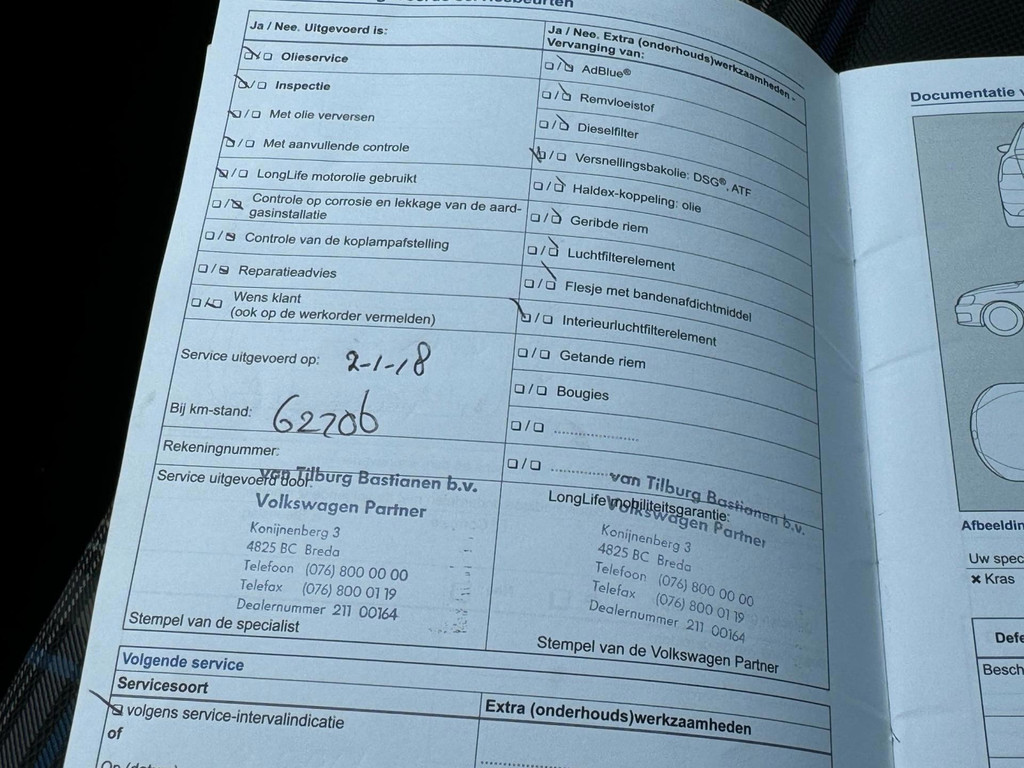 Ja / Nee. Uitgevoerd is:
Olieservice
Inspectie
Met olie verversen
Met aanvullende controle
LongLife motorolie gebruikt
Controle op corrosie en lekkage van de aard-
gasinstallatie
Controle van de koplampafstelling
Reparatieadvies
Wens klant
(ook op de werkorder vermelden)
Service uitgevoerd op: 2-1-18
Bij km-stand: 62706
Rekeningnummer:
Service uitgevoerd door:
van Tilburg Bastianen b.v.
Volkswagen Partner
Konijnenberg 3
4825 BC Breda
Telefoon (076) 800 00 00
Telefax (076) 800 01 19
Dealernummer 211 00164
Stempel van de specialist
Ja / Nee. Extra (onderhouds)werkzaamheden -
Vervanging van:
AdBlue®
Remvloeistof
Dieselfilter
Versnellingsbakolie: DSG®, ATF
Haldex-koppeling: olie
Geribde riem
Luchtfilterelement
Flesje met bandenafdichtmiddel
Interieurluchtfilterelement
Getande riem
Bougies
LongLife mobiliteitsgarantie:
van Tilburg Bastianen b.v.
Volkswagen Partner
Konijnenberg 3
4825 BC Breda
Telefoon (076) 800 00 00
Telefax (076) 800 01 19
Dealernummer 211 00164
Stempel van de Volkswagen Partner
Volgende service
Servicesoort
volgens service-intervalindicatie
of
Extra (onderhouds)werkzaamheden
Documentatie
Afbeeldin
Uw spec
× Kras
Defe
Besch